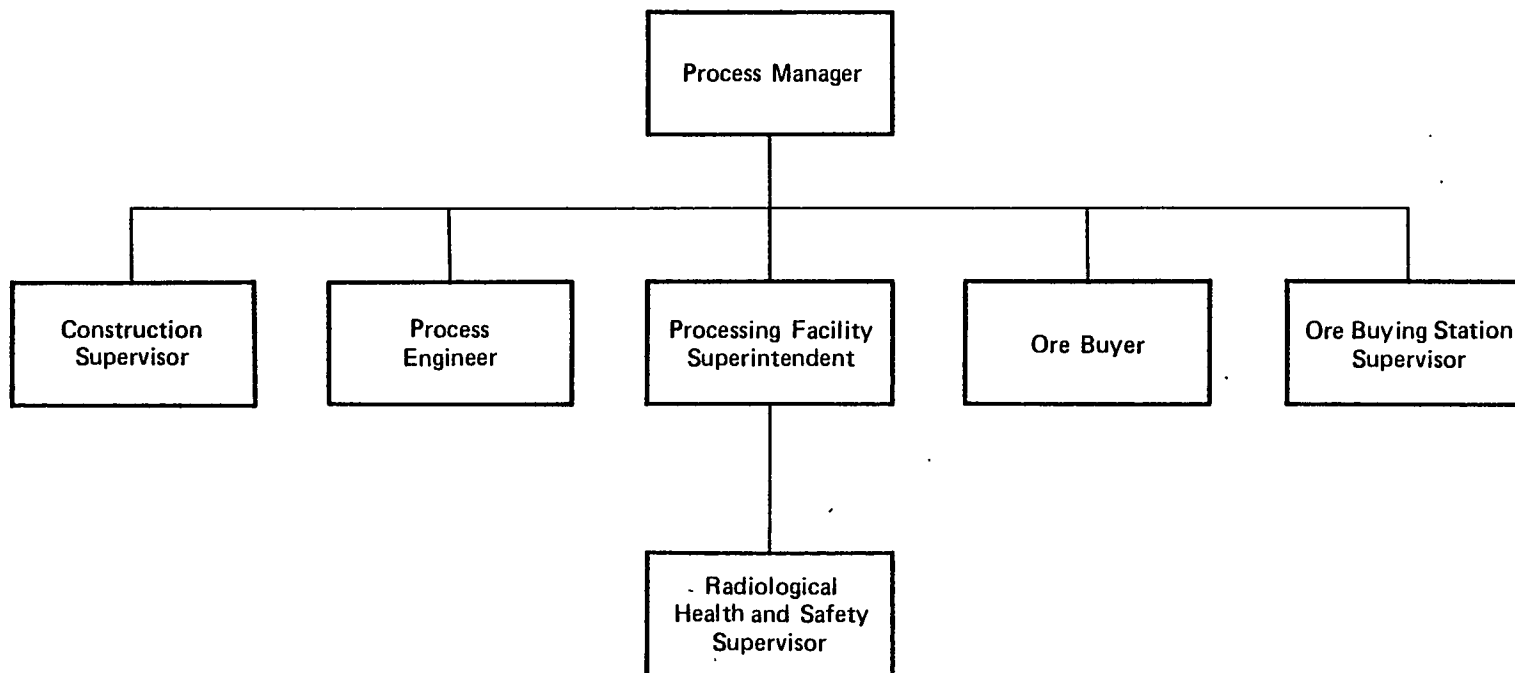 Process Manager
Construction
Supervisor
Process
Engineer
Processing Facility
Superintendent
Ore Buyer
Ore Buying Station
Supervisor
Radiological
Health and Safety
Supervisor